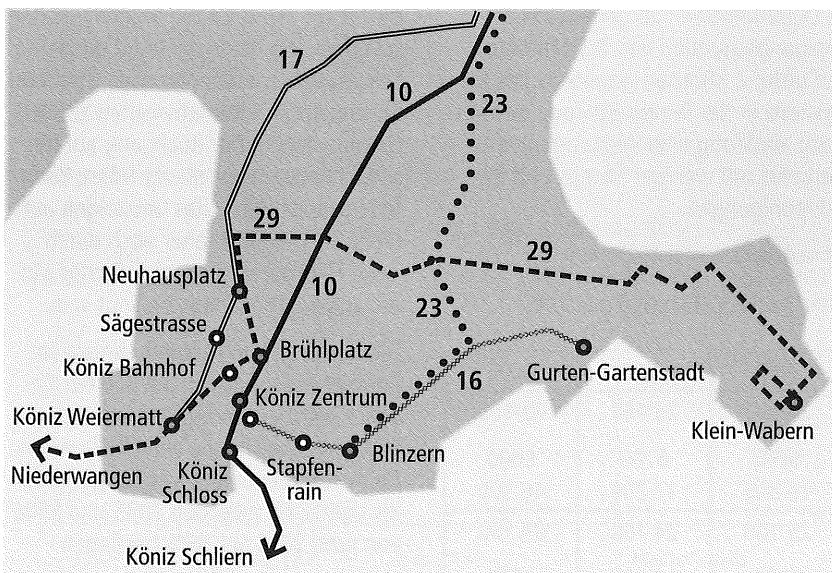 17
10
23
29
29
Neuhausplatz
10
23
Sägestrasse
Brühlplatz
Köniz Bahnhof
Gurten-Gartenstadt
16
Köniz Zentrum
Köniz Weiermatt
Klein-Wabern
Blinzern
Niederwangen
Köniz
Schloss
Stapfen-
rain
Köniz Schliern